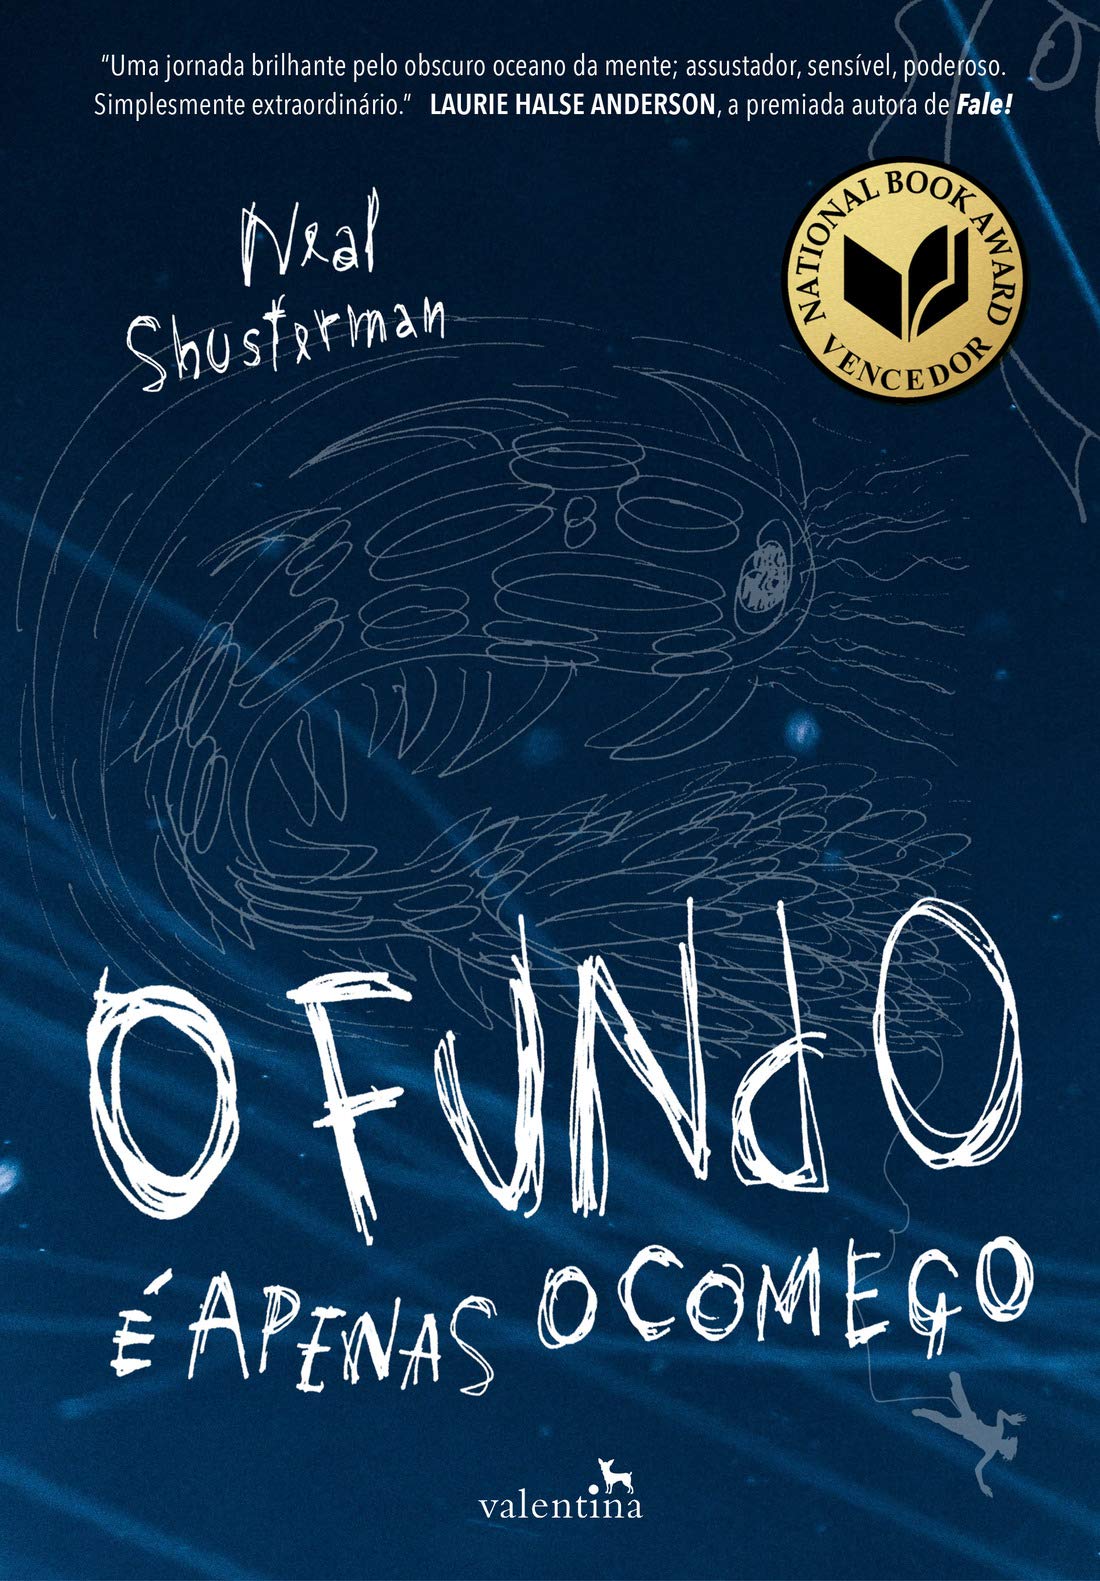 “Uma jornada brilhante pelo obscuro oceano da mente; assustador, sensível, poderoso.
Simplesmente extraordinário.” LAURIE HALSE ANDERSON, a premiada autora de Fale!
Neal
Shusterman
NATIONAL BOOK AWARD
VENCEDOR
O FUNdO
É APENAS O COMEÇO
valentina